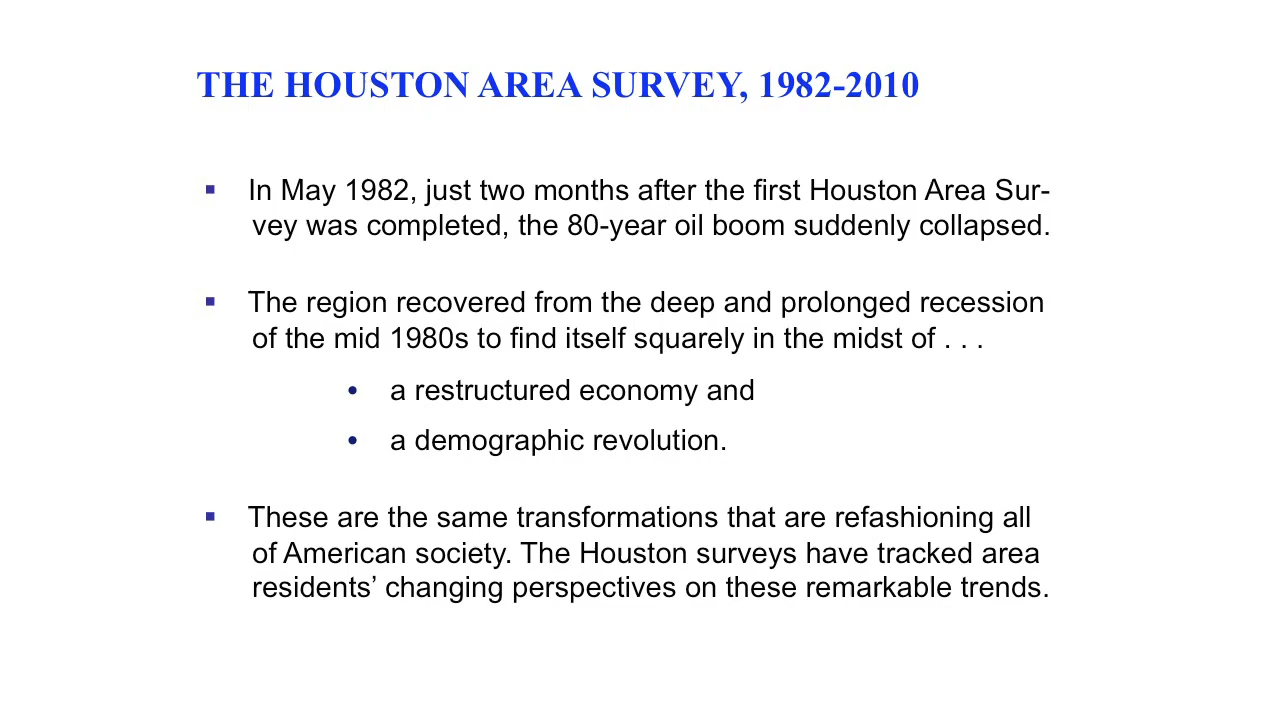 THE HOUSTON AREA SURVEY, 1982-2010
▪ In May 1982, just two months after the first Houston Area Sur-
vey was completed, the 80-year oil boom suddenly collapsed.
▪ The region recovered from the deep and prolonged recession
of the mid 1980s to find itself squarely in the midst of . . .
• a restructured economy and
• a demographic revolution.
▪ These are the same transformations that are refashioning all
of American society. The Houston surveys have tracked area
residents’ changing perspectives on these remarkable trends.